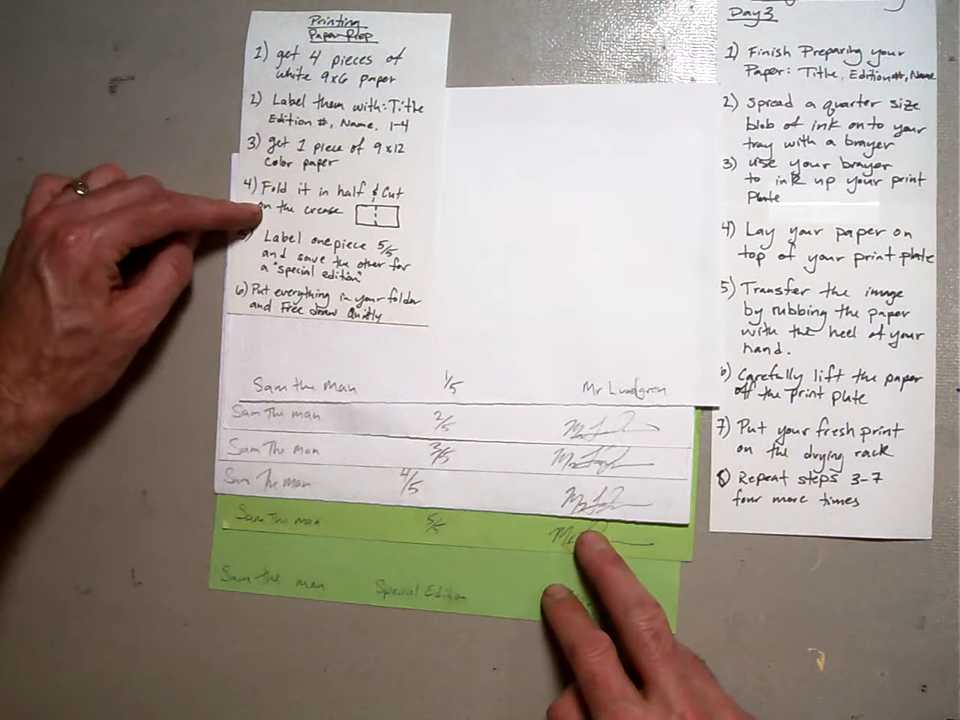 Printing
Paper Prep
1) get 4 pieces of
white 9x6 paper
2) Label them with: Title
Edition #, Name. 1-4
3) get 1 piece of 9x12
Color paper
4) Fold it in half & Cut
on the crease
Label one piece 5/5
and save the other for
a "special edition"
6) Put everything in your folder
and Free draw Quietly
Sam the man 1/5 Mr Lundgren
Sam The man 2/5
Sam The man 3/5
Sam The man 4/5
Sam The man 5/5
Sam the man Special Edition
Day 3
1) Finish Preparing your
Paper: Title, Edition #, Name
2) Spread a quarter size
blob of ink on to your
tray with a brayer
3) use your brayer
to ink up your print
Plate
4) Lay your paper on
top of your print plate
5) Transfer the image
by rubbing the paper
with the heel of your
hand.
6) Carefully lift the paper
off the print plate
7) Put your fresh print
on the drying rack
8) Repeat steps 3-7
four more times